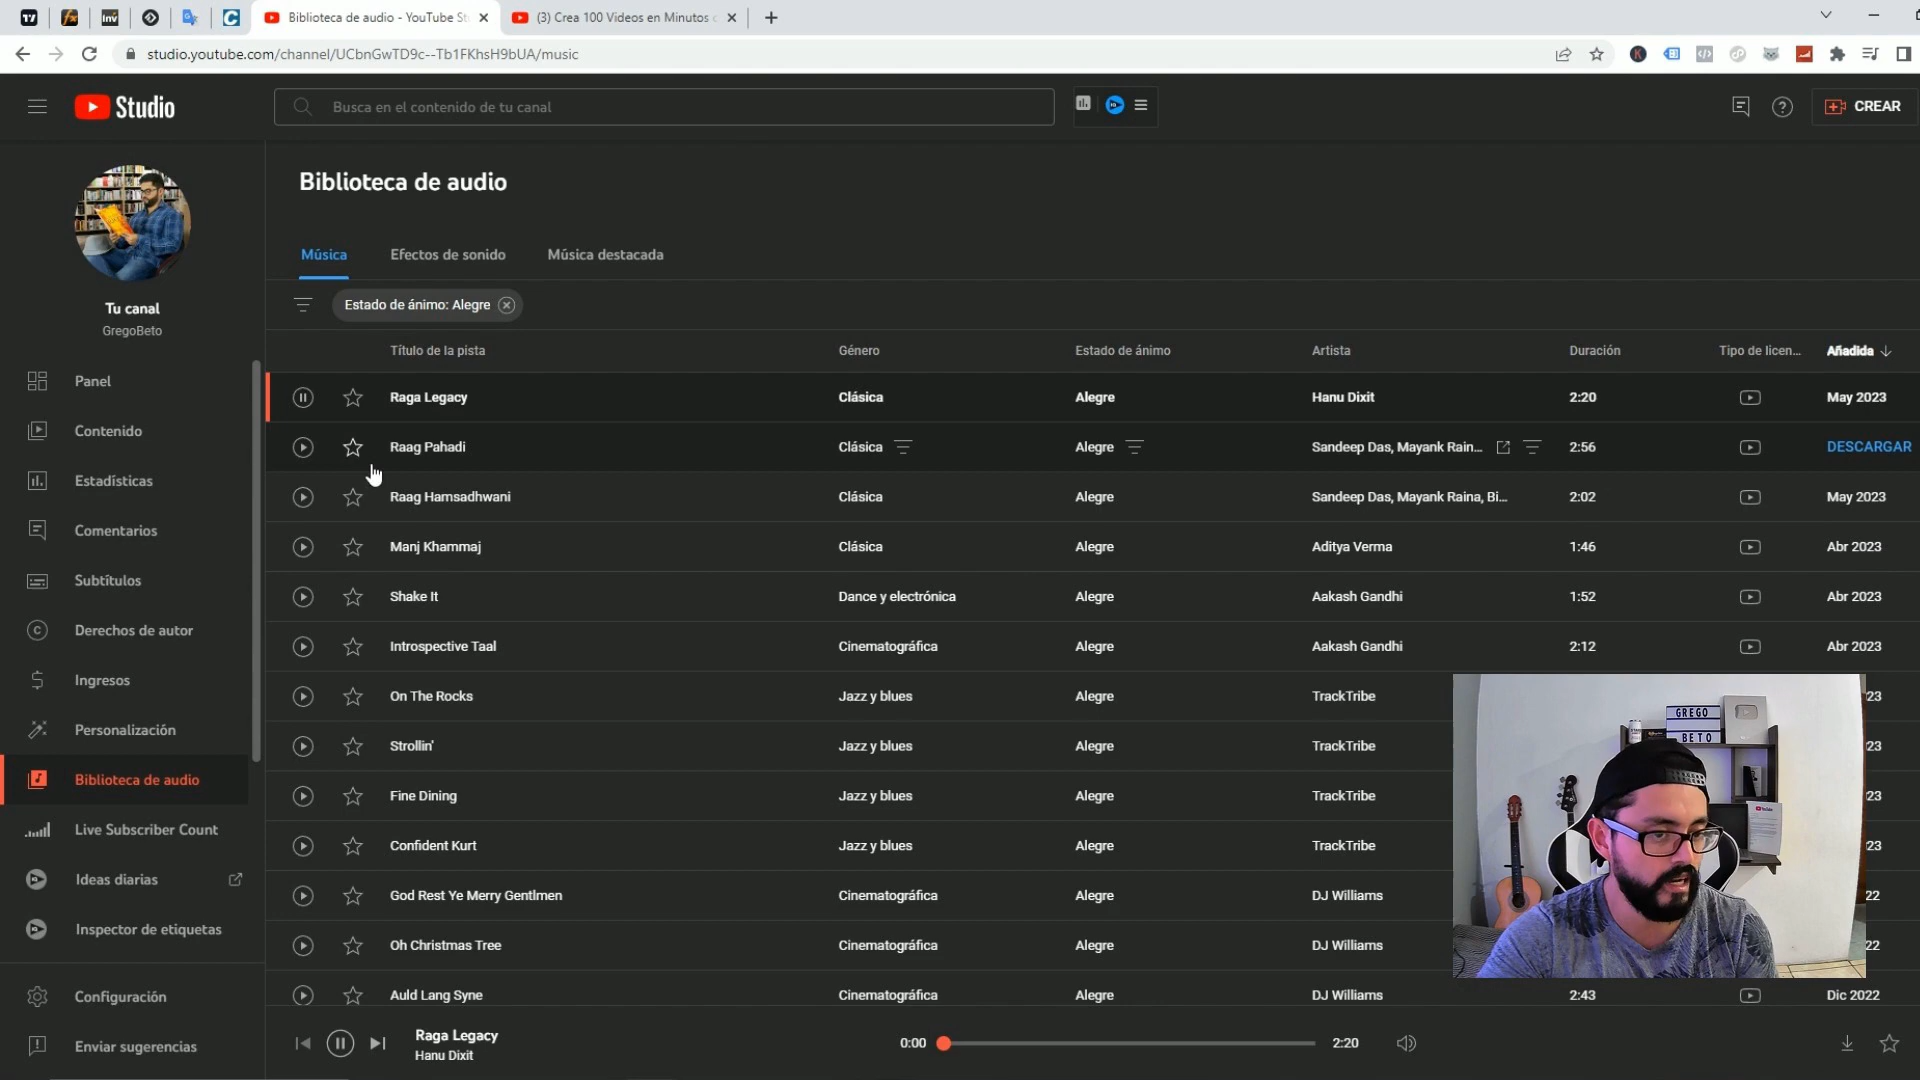 Biblioteca de audio - YouTube St
(3) Crea 100 Videos en Minutos c
studio.youtube.com/channel/UCbnGwTD9c--Tb1FKhsH9bUA/music
Studio
Busca en el contenido de tu canal
CREAR
Tu canal
GregoBeto
Panel
Contenido
Estadísticas
Comentarios
Subtítulos
Derechos de autor
Ingresos
Personalización
Biblioteca de audio
Live Subscriber Count
Ideas diarias
Inspector de etiquetas
Configuración
Enviar sugerencias
Biblioteca de audio
Música Efectos de sonido Música destacada
Estado de ánimo: Alegre
Título de la pista Género Estado de ánimo Artista Duración Tipo de licen... Añadida
Raga Legacy Clásica Alegre Hanu Dixit 2:20 May 2023
Raag Pahadi Clásica Alegre Sandeep Das, Mayank Rain... 2:56 DESCARGAR
Raag Hamsadhwani Clásica Alegre Sandeep Das, Mayank Raina, Bi... 2:02 May 2023
Manj Khammaj Clásica Alegre Aditya Verma 1:46 Abr 2023
Shake It Dance y electrónica Alegre Aakash Gandhi 1:52 Abr 2023
Introspective Taal Cinematográfica Alegre Aakash Gandhi 2:12 Abr 2023
On The Rocks Jazz y blues Alegre TrackTribe 23
Strollin' Jazz y blues Alegre TrackTribe 23
Fine Dining Jazz y blues Alegre TrackTribe 23
Confident Kurt Jazz y blues Alegre TrackTribe 23
God Rest Ye Merry Gentlmen Cinematográfica Alegre DJ Williams 22
Oh Christmas Tree Cinematográfica Alegre DJ Williams 22
Auld Lang Syne Cinematográfica Alegre DJ Williams 2:43 Dic 2022
GREGO
BETO
Raga Legacy
Hanu Dixit
0:00 2:20